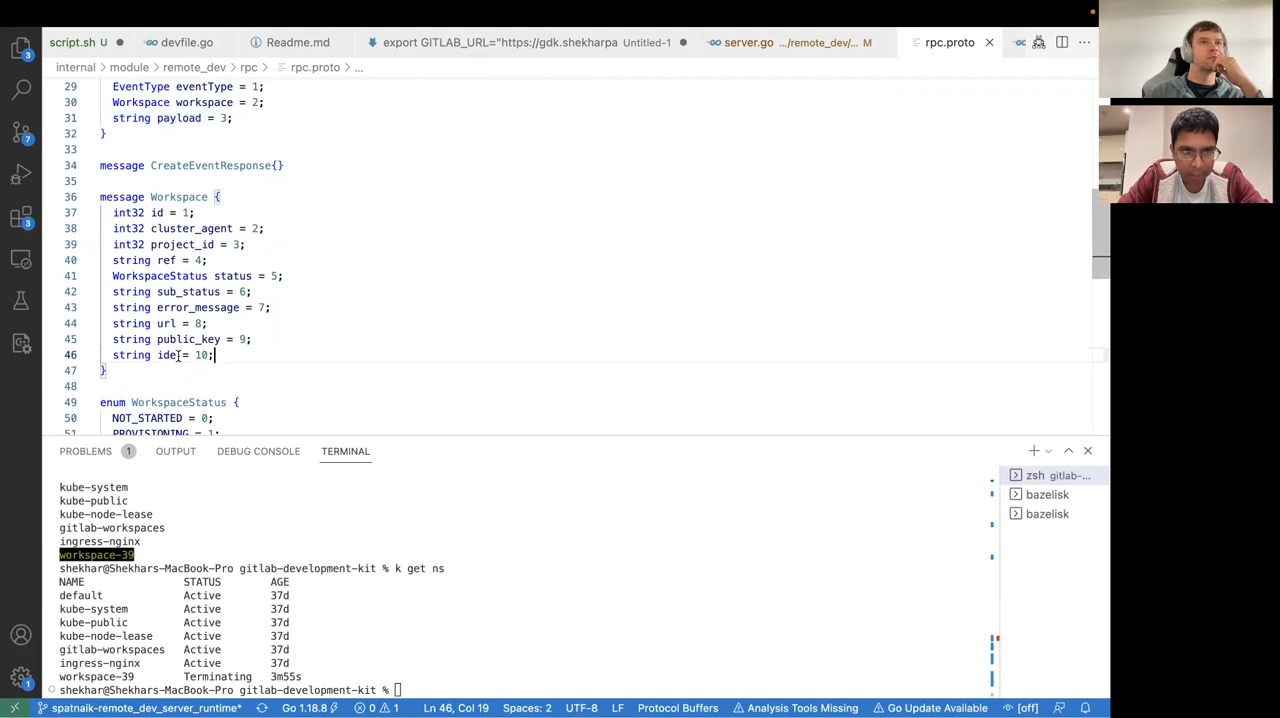 script.sh U
devfile.go
Readme.md
export GITLAB_URL="https://gdk.shekharpa Untitled-1
server.go .../remote_dev/... M
rpc.proto
internal > module > remote_dev > rpc > rpc.proto > ...
29 EventType eventType = 1;
30 Workspace workspace = 2;
31 string payload = 3;
32 }
33
34 message CreateEventResponse{}
35
36 message Workspace {
37 int32 id = 1;
38 int32 cluster_agent = 2;
39 int32 project_id = 3;
40 string ref = 4;
41 WorkspaceStatus status = 5;
42 string sub_status = 6;
43 string error_message = 7;
44 string url = 8;
45 string public_key = 9;
46 string ide = 10;
47 }
48
49 enum WorkspaceStatus {
50 NOT_STARTED = 0;
51 PROVISIONING = 1;
PROBLEMS 1 OUTPUT DEBUG CONSOLE TERMINAL
kube-system
kube-public
kube-node-lease
gitlab-workspaces
ingress-nginx
workspace-39
shekhar@Shekhars-MacBook-Pro gitlab-development-kit % k get ns
NAME STATUS AGE
default Active 37d
kube-system Active 37d
kube-public Active 37d
kube-node-lease Active 37d
gitlab-workspaces Active 37d
ingress-nginx Active 37d
workspace-39 Terminating 3m55s
shekhar@Shekhars-MacBook-Pro gitlab-development-kit %
zsh gitlab-...
bazelisk
bazelisk
3
7
3
1
spatnaik-remote_dev_server_runtime* Go 1.18.8 0 1 Ln 46, Col 19 Spaces: 2 UTF-8 LF Protocol Buffers Analysis Tools Missing Go Update Available [off]